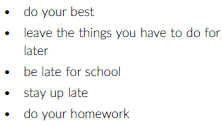 • do your best
• leave the things you have to do for
later
• be late for school
• stay up late
• do your homework